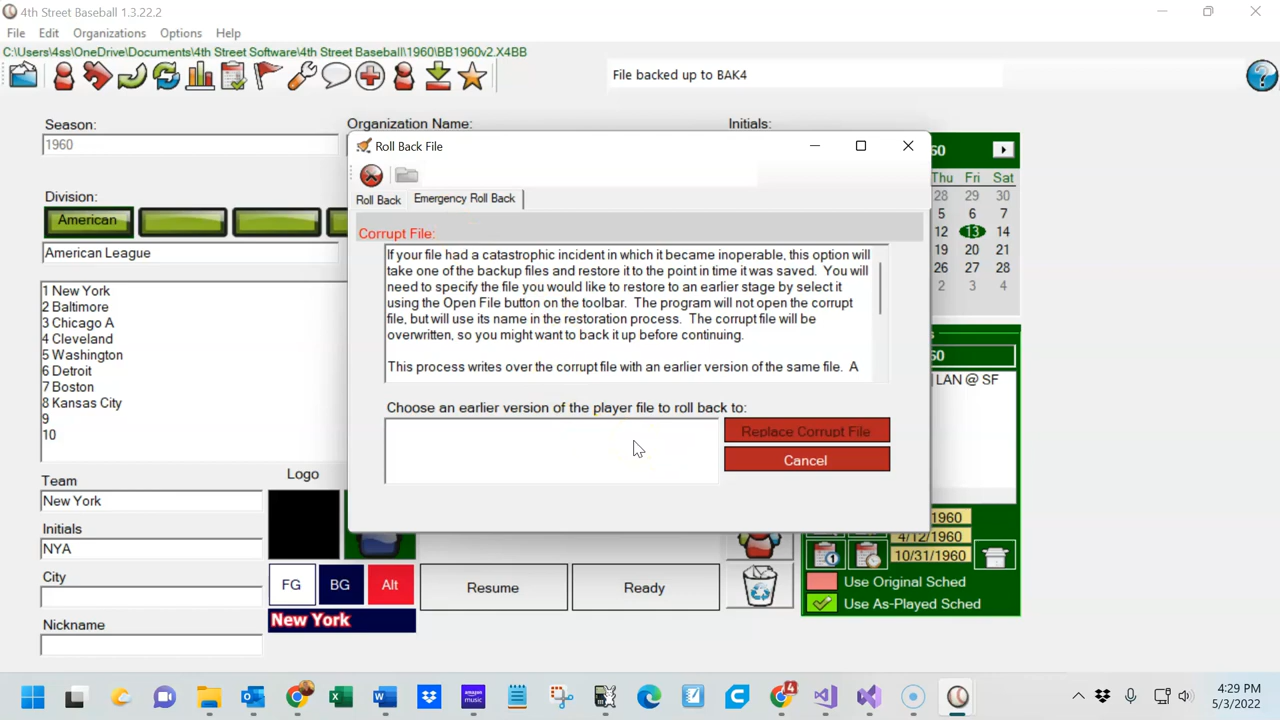 4th Street Baseball 1.3.22.2
File Edit Organizations Options Help
C:\Users\4ss\OneDrive\Documents\4th Street Software\4th Street Baseball\1960\BB1960v2.X4BB
File backed up to BAK4
Season:
1960
Organization Name:
Initials:
Division:
American
American League
1 New York
2 Baltimore
3 Chicago A
4 Cleveland
5 Washington
6 Detroit
7 Boston
8 Kansas City
9
10
Team
New York
Initials
NYA
City
Nickname
Logo
FG BG Alt
New York
Resume
Ready
Roll Back File
Roll Back Emergency Roll Back
Corrupt File:
If your file had a catastrophic incident in which it became inoperable, this option will
take one of the backup files and restore it to the point in time it was saved. You will
need to specify the file you would like to restore to an earlier stage by select it
using the Open File button on the toolbar. The program will not open the corrupt
file, but will use its name in the restoration process. The corrupt file will be
overwritten, so you might want to back it up before continuing.
This process writes over the corrupt file with an earlier version of the same file. A
Choose an earlier version of the player file to roll back to:
Replace Corrupt File
Cancel
60
Thu Fri Sat
28 29 30
5 6 7
12 13 14
19 20 21
26 27 28
2 3 4
60
LAN @ SF
1960
4/12/1960
10/31/1960
1
Use Original Sched
Use As-Played Sched
4
4:29 PM
5/3/2022